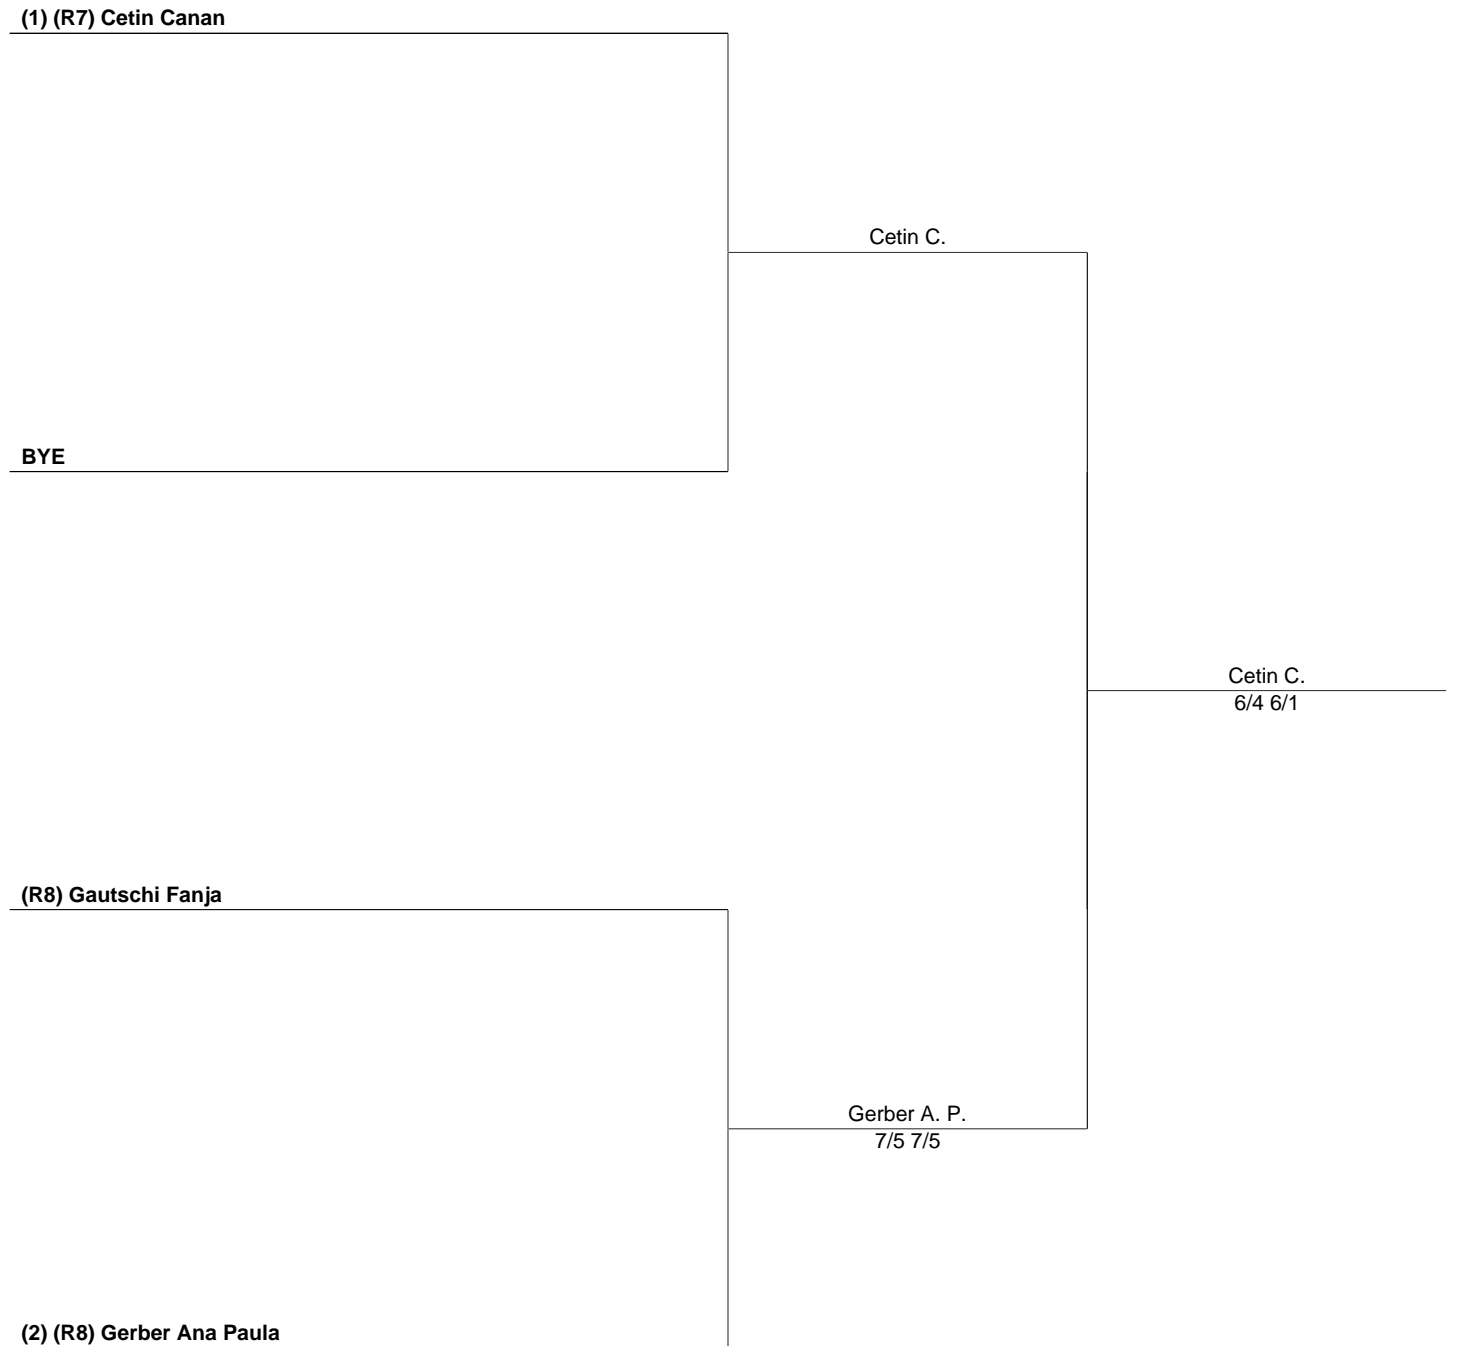 (1) (R7) Cetin Canan
Cetin C.
BYE
Cetin C.
6/4 6/1
(R8) Gautschi Fanja
Gerber A. P.
7/5 7/5
(2) (R8) Gerber Ana Paula